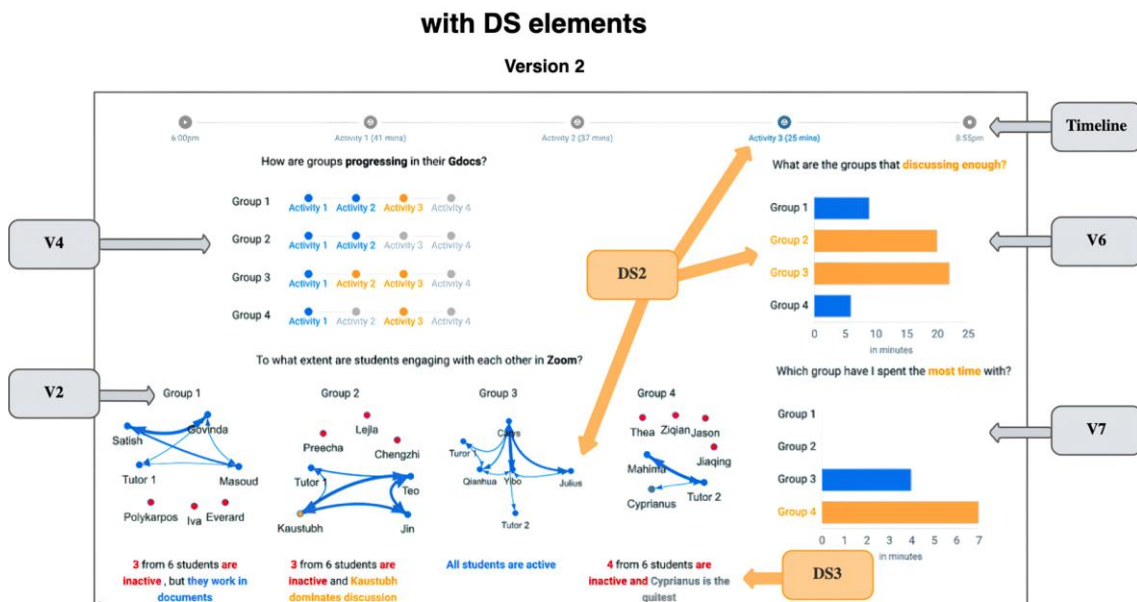 with DS elements
Version 2
6:00pm
Activity 1 (41 mins)
Activity 2 (37 mins)
Activity 3 (25 mins)
8:55pm
Timeline
How are groups progressing in their Gdocs?
Group 1
Activity 1 Activity 2 Activity 3 Activity 4
Group 2
Activity 1 Activity 2 Activity 3 Activity 4
Group 3
Activity 1 Activity 2 Activity 3 Activity 4
Group 4
Activity 1 Activity 2 Activity 3 Activity 4
V4
What are the groups that discussing enough?
Group 1
Group 2
Group 3
Group 4
0 5 10 15 20 25
in minutes
V6
DS2
To what extent are students engaging with each other in Zoom?
V2
Group 1
Govinda
Satish
Tutor 1
Masoud
Polykarpos
Iva
Everard
3 from 6 students are
inactive , but they work in
documents
Group 2
Lejla
Preecha
Chengzhi
Tutor 1
Teo
Kaustubh
Jin
3 from 6 students are
inactive and Kaustubh
dominates discussion
Group 3
Carys
Turor 1
Qianhua
Yibo
Julius
Tutor 2
All students are active
Group 4
Thea
Ziqian
Jason
Jiaqing
Mahima
Cyprianus
Tutor 2
4 from 6 students are
inactive and Cyprianus is the
quitest
Which group have I spent the most time with?
Group 1
Group 2
Group 3
Group 4
0 1 2 3 4 5 6 7
in minutes
V7
DS3